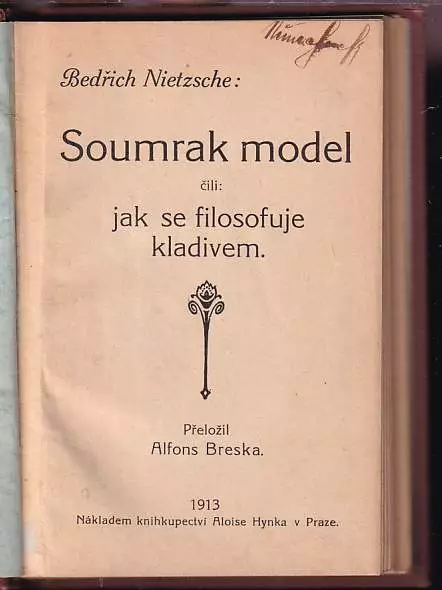 Bedřich Nietzsche:
Soumrak model
čili:
jak se filosofuje
kladivem.
Přeložil
Alfons Breska.
1913
Nákladem knihkupectví Aloise Hynka v Praze.